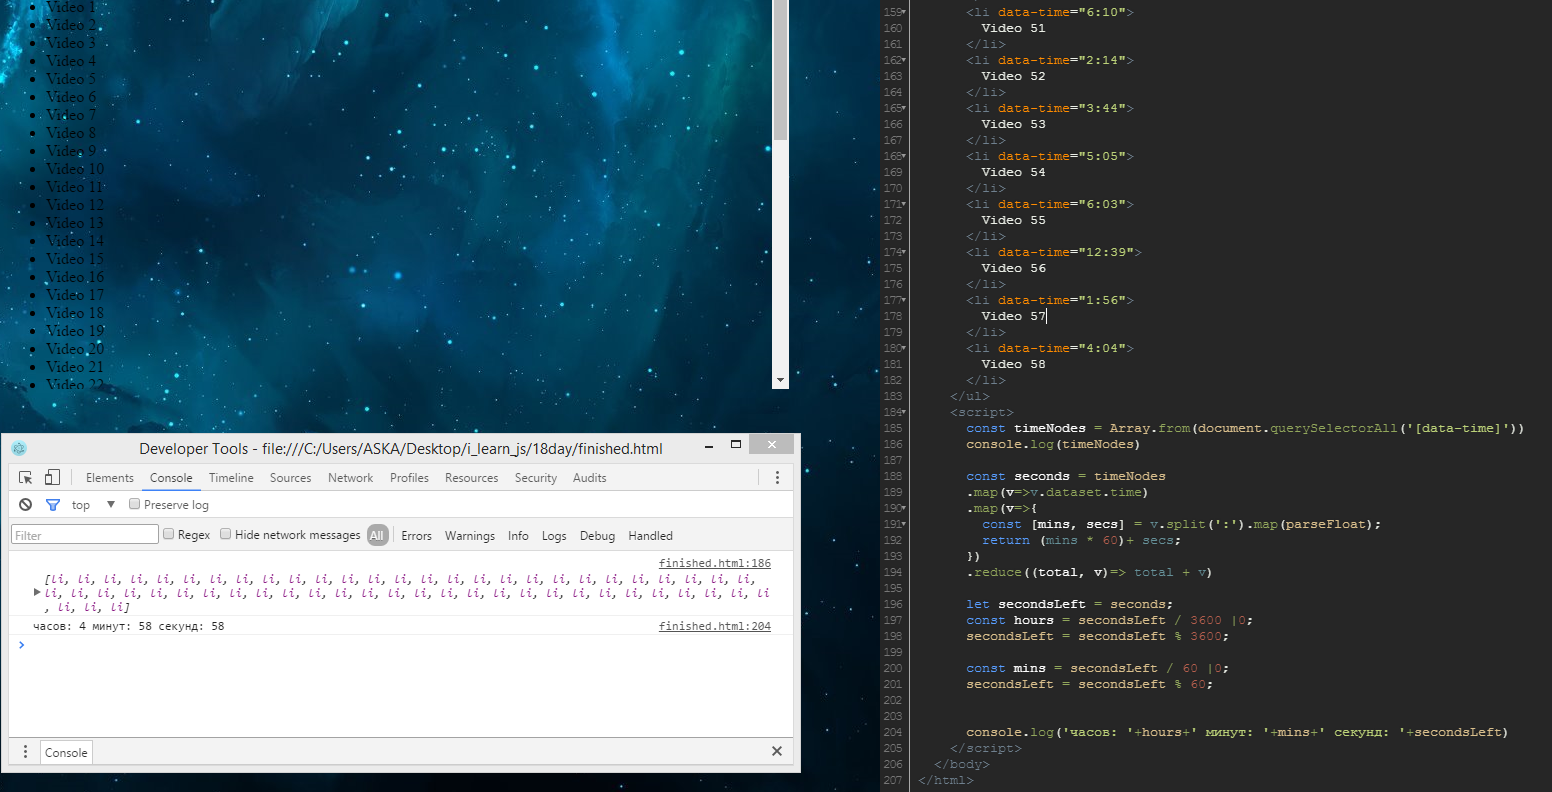 Video 1
Video 2
Video 3
Video 4
Video 5
Video 6
Video 7
Video 8
Video 9
Video 10
Video 11
Video 12
Video 13
Video 14
Video 15
Video 16
Video 17
Video 18
Video 19
Video 20
Video 21
Video 22
Developer Tools - file:///C:/Users/ASKA/Desktop/i_learn_js/18day/finished.html
Elements Console Timeline Sources Network Profiles Resources Security Audits
top ▼ Preserve log
Filter Regex Hide network messages All Errors Warnings Info Logs Debug Handled
finished.html:186
[li, li, li, li, li, li, li, li, li, li, li, li, li, li, li, li, li, li, li, li, li, li, li, li, li, li, li,
li, li, li, li, li, li, li, li, li, li, li, li, li, li, li, li, li, li, li, li, li, li, li, li, li, li, li, li
, li, li, li]
часов: 4 минут: 58 секунд: 58 finished.html:204
Console
159 <li data-time="6:10">
160 Video 51
161 </li>
162 <li data-time="2:14">
163 Video 52
164 </li>
165 <li data-time="3:44">
166 Video 53
167 </li>
168 <li data-time="5:05">
169 Video 54
170 </li>
171 <li data-time="6:03">
172 Video 55
173 </li>
174 <li data-time="12:39">
175 Video 56
176 </li>
177 <li data-time="1:56">
178 Video 57
179 </li>
180 <li data-time="4:04">
181 Video 58
182 </li>
183 </ul>
184 <script>
185 const timeNodes = Array.from(document.querySelectorAll('[data-time]'))
186 console.log(timeNodes)
187
188 const seconds = timeNodes
189 .map(v=>v.dataset.time)
190 .map(v=>{
191 const [mins, secs] = v.split(':').map(parseFloat);
192 return (mins * 60)+ secs;
193 })
194 .reduce((total, v)=> total + v)
195
196 let secondsLeft = seconds;
197 const hours = secondsLeft / 3600 |0;
198 secondsLeft = secondsLeft % 3600;
199
200 const mins = secondsLeft / 60 |0;
201 secondsLeft = secondsLeft % 60;
202
203
204 console.log('часов: '+hours+' минут: '+mins+' секунд: '+secondsLeft)
205 </script>
206 </body>
207 </html>